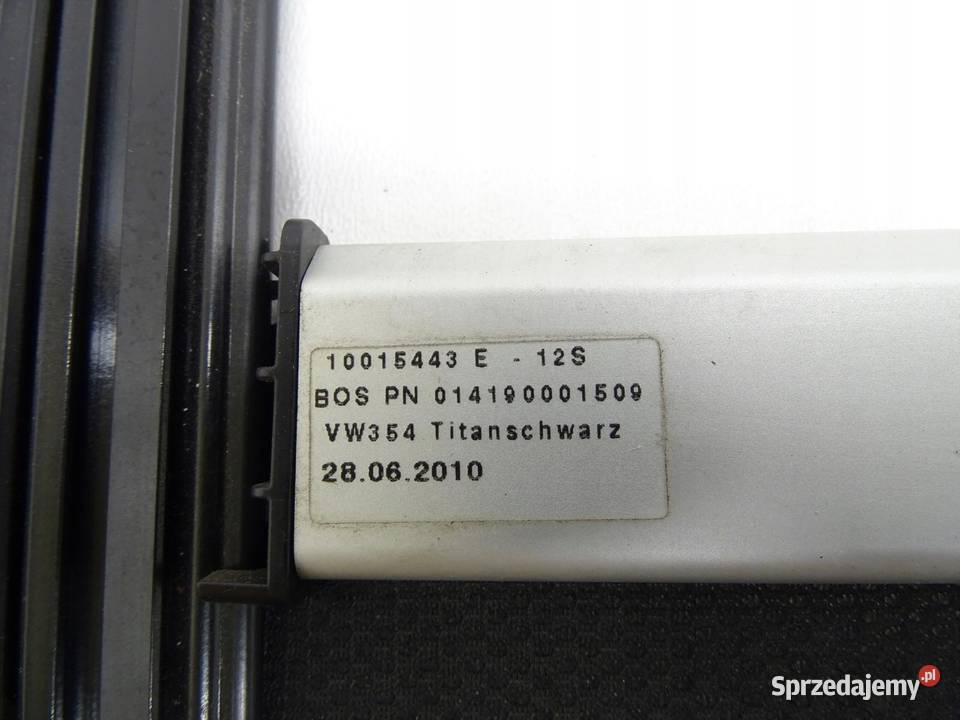 10015443 E - 12S
BOS PN 014190001509
VW354 Titanschwarz
28.06.2010
Sprzedajemy.pl